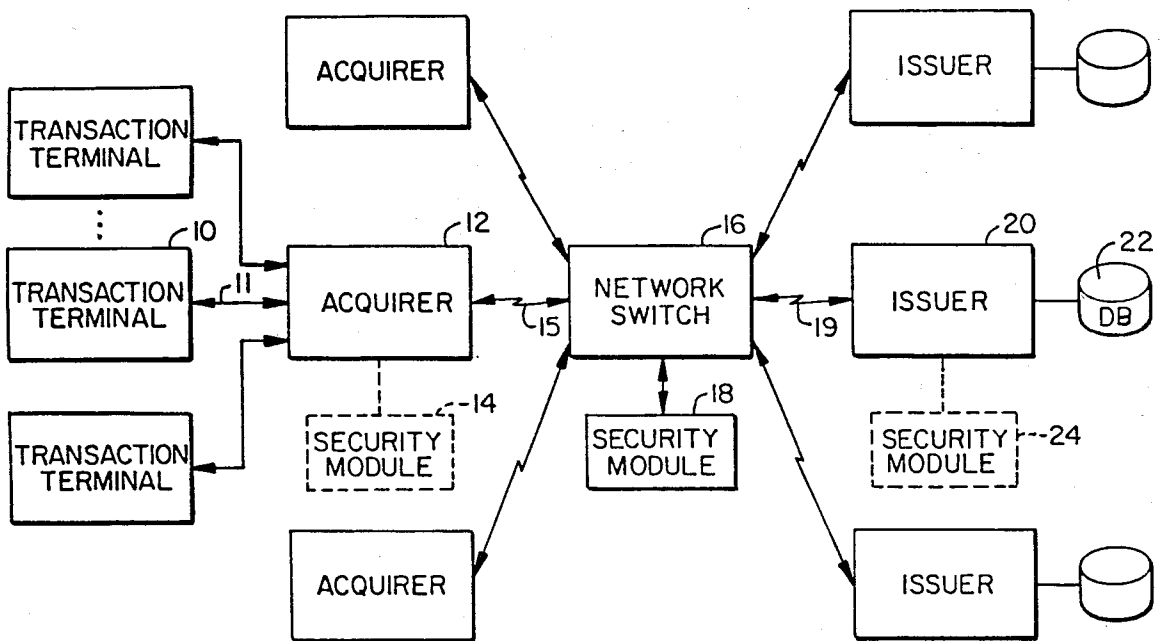 ACQUIRER
ISSUER
TRANSACTION
TERMINAL
10
TRANSACTION
TERMINAL
11
12
ACQUIRER
15
16
NETWORK
SWITCH
19
20
ISSUER
22
DB
TRANSACTION
TERMINAL
14
SECURITY
MODULE
18
SECURITY
MODULE
24
SECURITY
MODULE
ACQUIRER
ISSUER